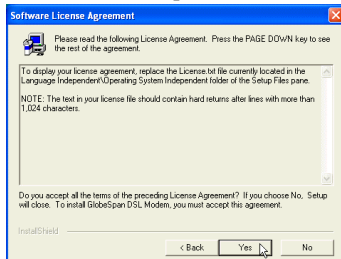 Software License Agreement
Please read the following License Agreement. Press the PAGE DOWN key to see
the rest of the agreement.
To display your license agreement, replace the License.txt file currently located in the
Language Independent\Operating System Independent folder of the Setup Files pane.
NOTE: The text in your license file should contain hard returns after lines with more than
1,024 characters.
Do you accept all the terms of the preceding License Agreement? If you choose No, Setup
will close. To install GlobeSpan DSL Modem, you must accept this agreement.
InstallShield
< Back
Yes
No